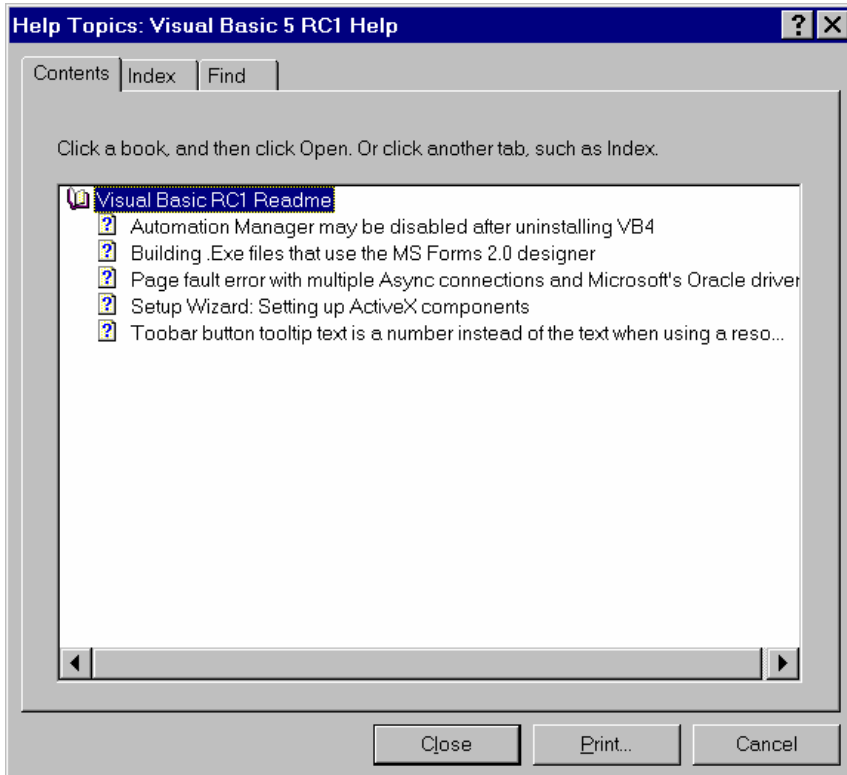 Help Topics: Visual Basic 5 RC1 Help
Contents Index Find
Click a book, and then click Open. Or click another tab, such as Index.
Visual Basic RC1 Readme
Automation Manager may be disabled after uninstalling VB4
Building .Exe files that use the MS Forms 2.0 designer
Page fault error with multiple Async connections and Microsoft's Oracle driver
Setup Wizard: Setting up ActiveX components
Toobar button tooltip text is a number instead of the text when using a reso...
Close Print... Cancel